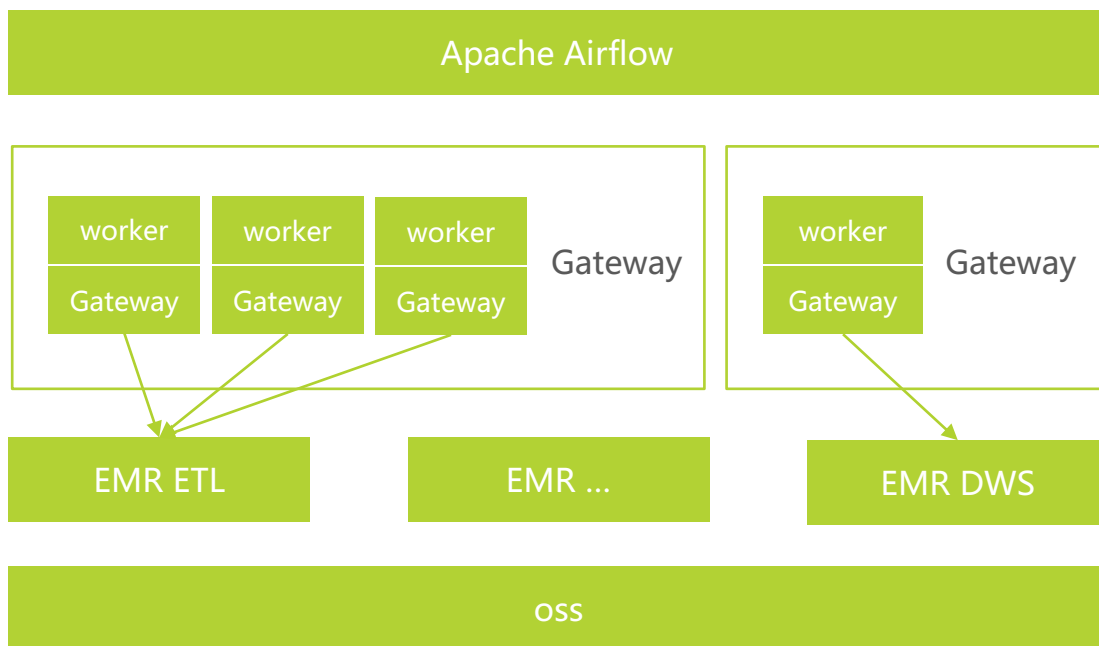 Apache Airflow
worker
Gateway
worker
Gateway
worker
Gateway
Gateway
worker
Gateway
Gateway
EMR ETL
EMR ...
EMR DWS
oss